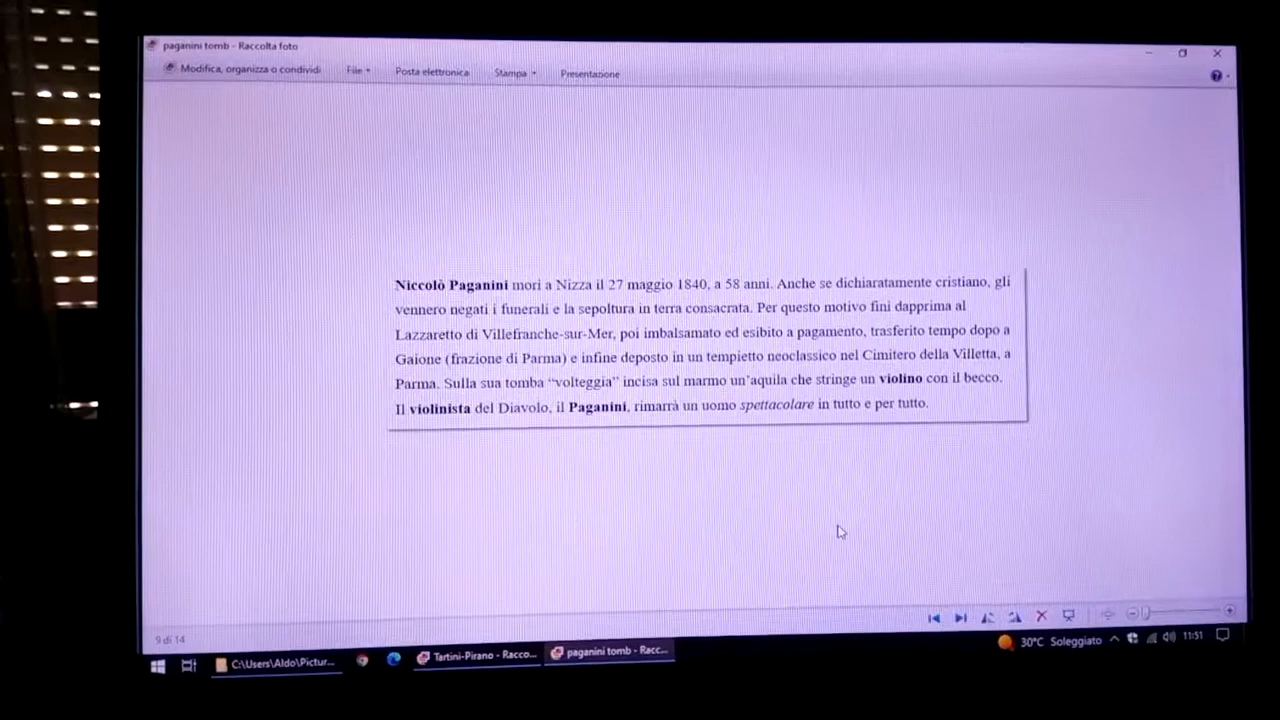 paganini tomb - Raccolta foto
Modifica, organizza o condividi File Posta elettronica Stampa Presentazione
Niccolò Paganini morì a Nizza il 27 maggio 1840, a 58 anni. Anche se dichiaratamente cristiano, gli
vennero negati i funerali e la sepoltura in terra consacrata. Per questo motivo finì dapprima al
Lazzaretto di Villefranche-sur-Mer, poi imbalsamato ed esibito a pagamento, trasferito tempo dopo a
Gaione (frazione di Parma) e infine deposto in un tempietto neoclassico nel Cimitero della Villetta, a
Parma. Sulla sua tomba “volteggia” incisa sul marmo un’aquila che stringe un violino con il becco.
Il violinista del Diavolo, il Paganini, rimarrà un uomo spettacolare in tutto e per tutto.
9 di 14
C:\Users\Aldo\Pictur... Tartini-Pirano - Racco... paganini tomb - Racc... 30°C Soleggiato 11:51